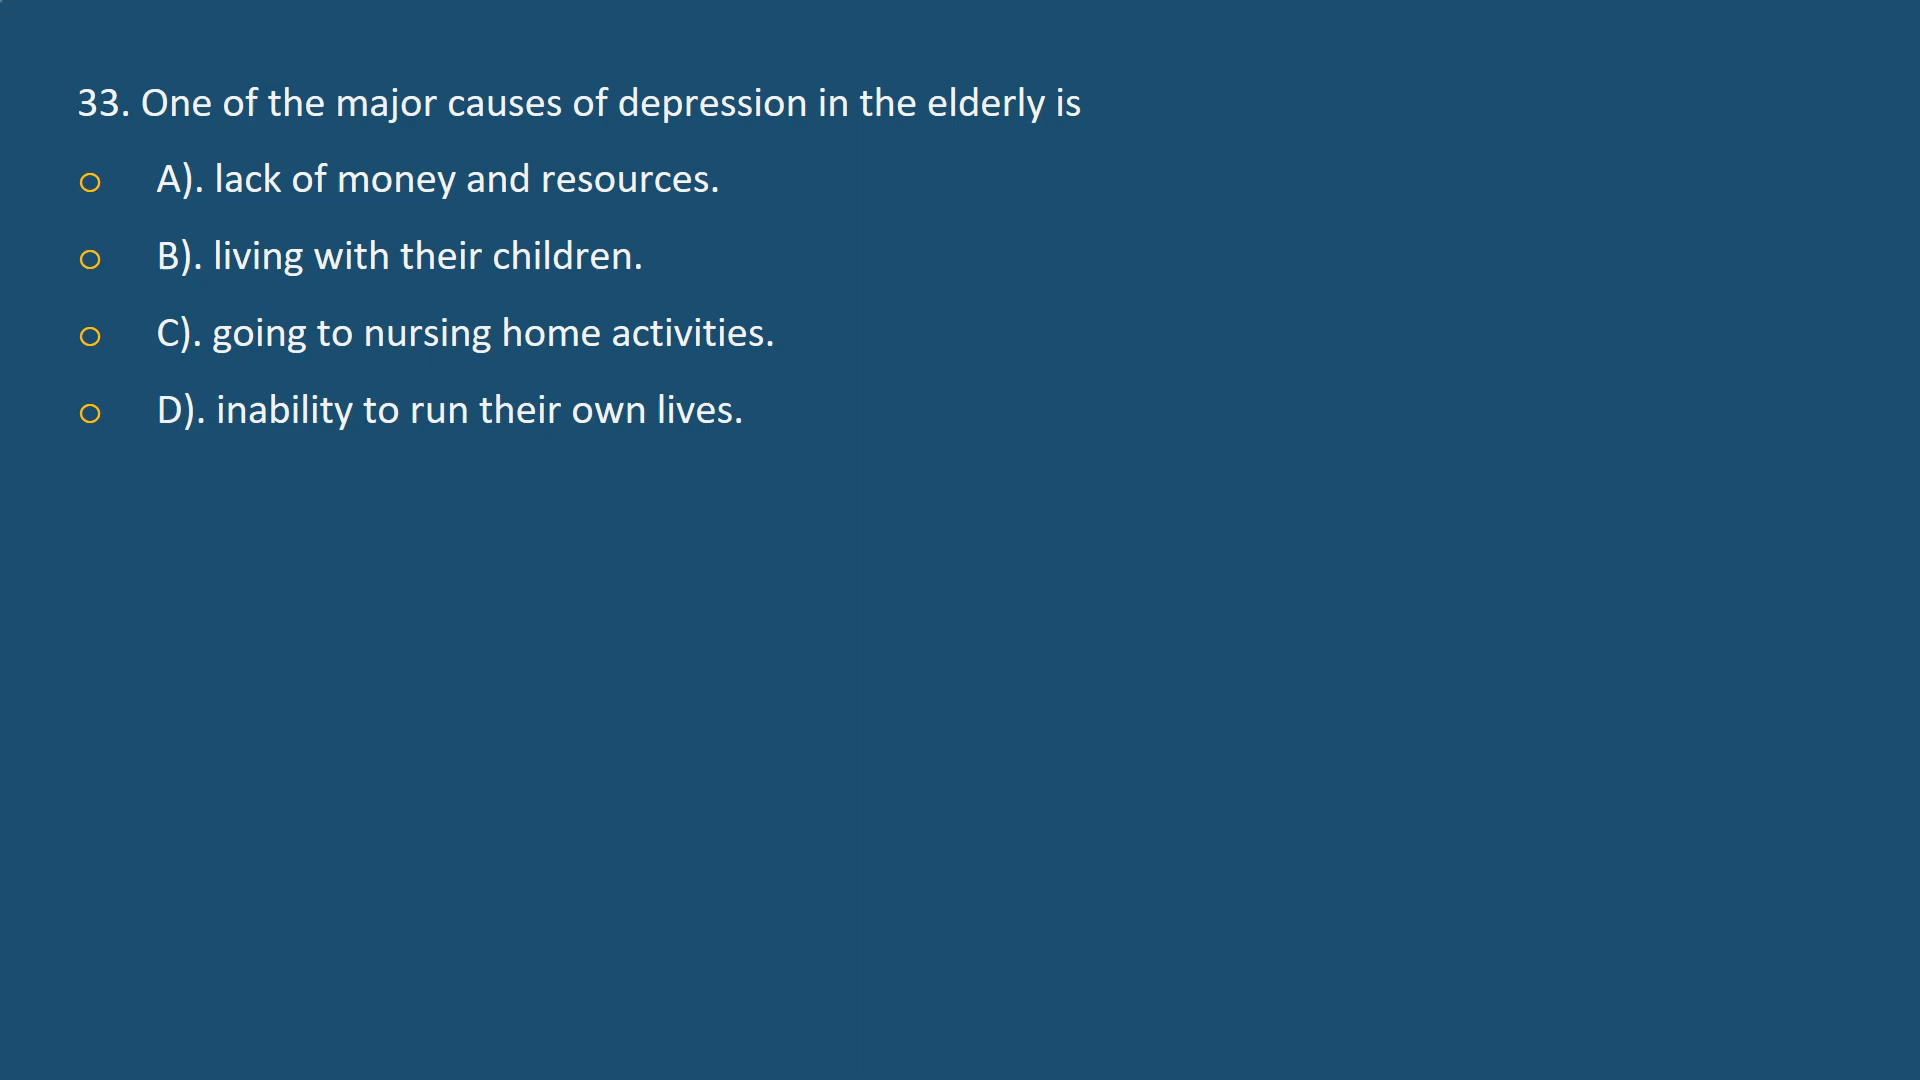 33. One of the major causes of depression in the elderly is
o A). lack of money and resources.
o B). living with their children.
o C). going to nursing home activities.
o D). inability to run their own lives.